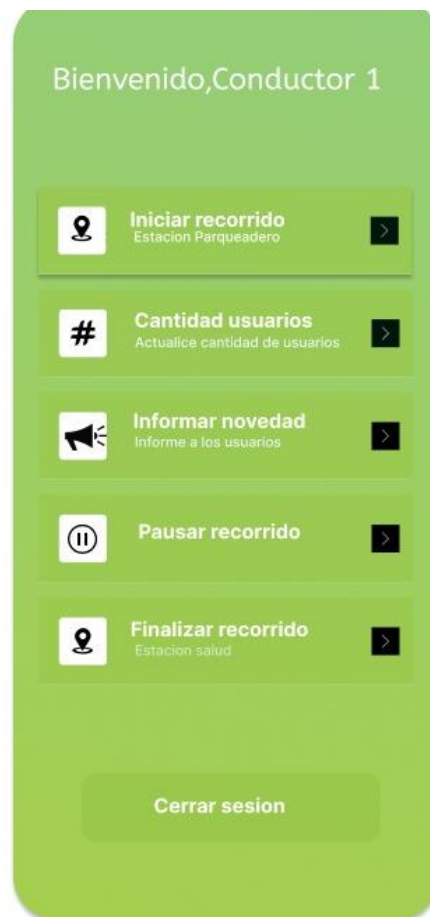 Bienvenido,Conductor 1
Iniciar recorrido
Estacion Parqueadero
#
Cantidad usuarios
Actualice cantidad de usuarios
Informar novedad
Informe a los usuarios
Pausar recorrido
Finalizar recorrido
Estacion salud
Cerrar sesion